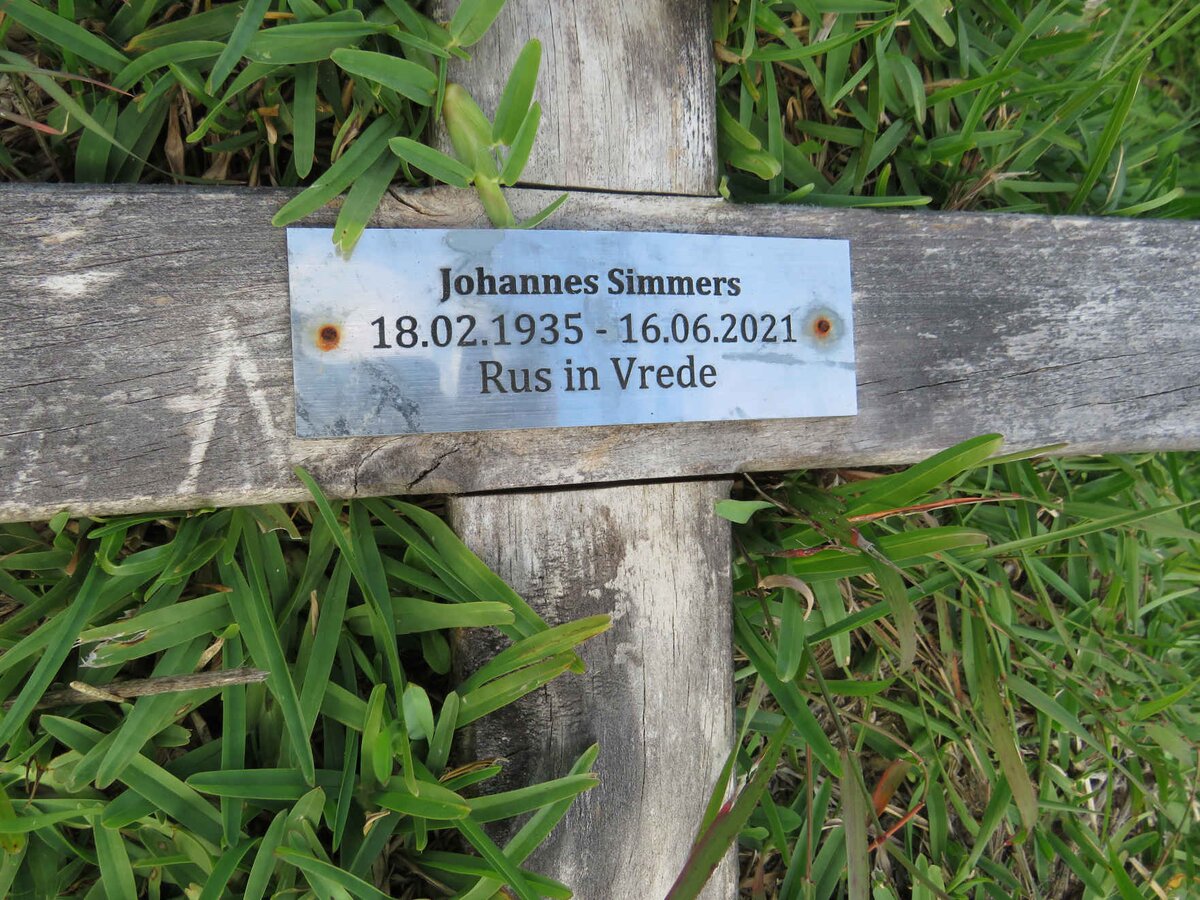 Johannes Simmers
18.02.1935 - 16.06.2021
Rus in Vrede